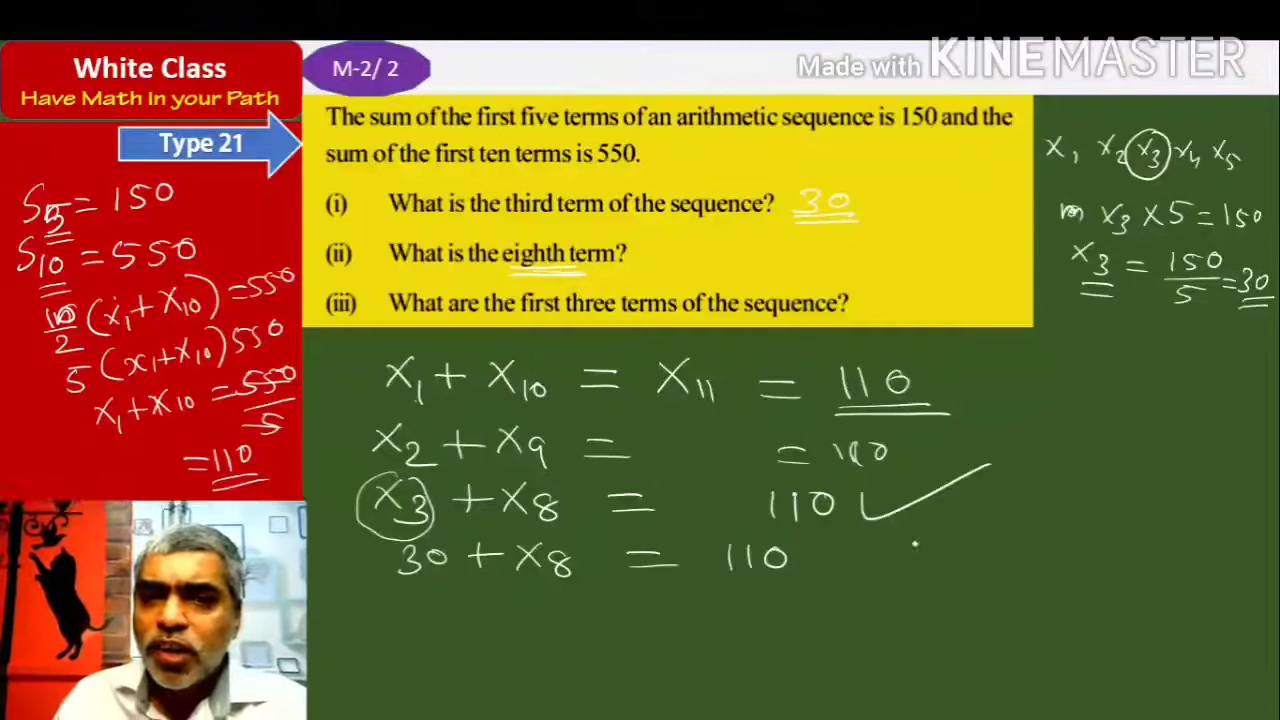 Made with KINEMASTER
White Class
Have Math In your Path
M-2/ 2
Type 21
The sum of the first five terms of an arithmetic sequence is 150 and the
sum of the first ten terms is 550.
(i) What is the third term of the sequence? 30
(ii) What is the eighth term?
(iii) What are the first three terms of the sequence?
S5 = 150
S10 = 550
10/2 (x1 + x10) = 550
5 (x1 + x10) 550
x1 + x10 = 550/5
= 110
x1 x2 x3 x4 x5
x3 × 5 = 150
x3 = 150/5 = 30
x1 + x10 = x11 = 110
x2 + x9 = = 110
x3 + x8 = 110
30 + x8 = 110